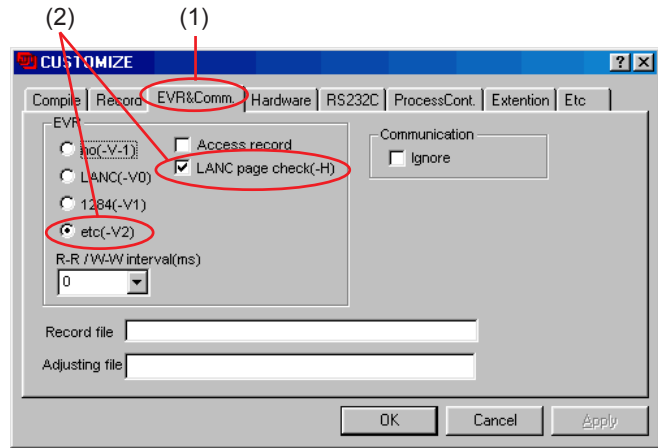 (2) (1)
CUSTOMIZE
Compile Record EVR&Comm. Hardware RS232C ProcessCont. Extention Etc
EVR
no(-V-1)
Access record
LANC(-V0)
LANC page check(-H)
1284(-V1)
etc(-V2)
R-R / W-W interval(ms)
0
Communication
Ignore
Record file
Adjusting file
OK Cancel Apply